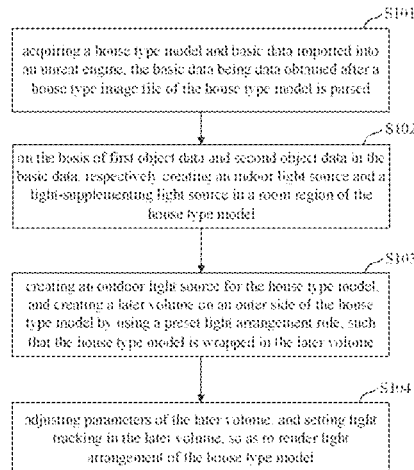 S101
acquiring a house type model and basic data imported into
an unreal engine, the basic data being data obtained after a
house type image file of the house type model is parsed
S102
on the basis of first object data and second object data in the
basic data, respectively creating an indoor light source and a
light-supplementing light source in a room region of the
house type model
S103
creating an outdoor light source for the house type model,
and creating a later volume on an outer side of the house
type model by using a preset light arrangement rule, such
that the house type model is wrapped in the later volume
S104
adjusting parameters of the later volume, and setting light
tracking in the later volume, so as to render light
arrangement of the house type model